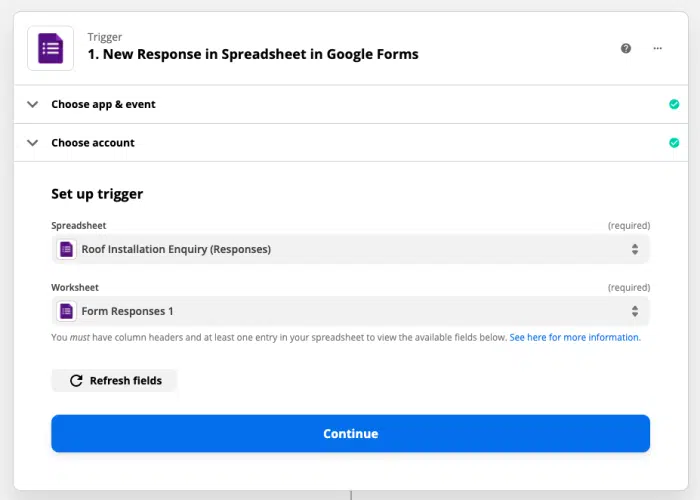 Trigger
1. New Response in Spreadsheet in Google Forms
?
...
Choose app & event
Choose account
Set up trigger
Spreadsheet (required)
Roof Installation Enquiry (Responses)
Worksheet (required)
Form Responses 1
You must have column headers and at least one entry in your spreadsheet to view the available fields below. See here for more information.
Refresh fields
Continue